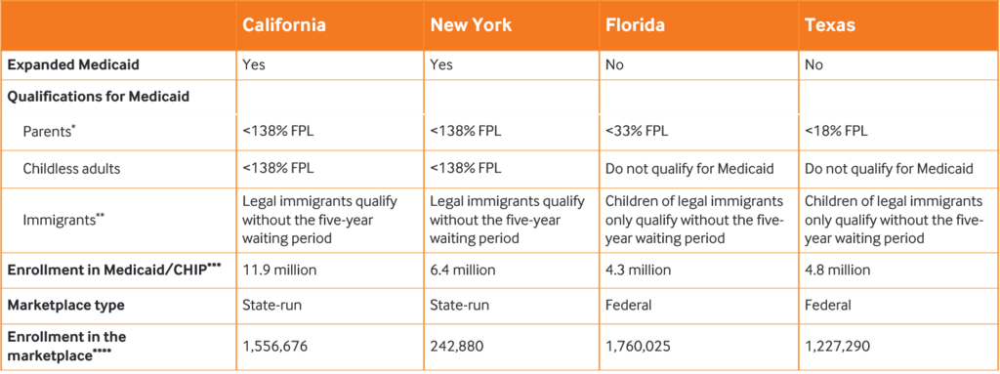 California New York Florida Texas
Expanded Medicaid Yes Yes No No
Qualifications for Medicaid
Parents* <138% FPL <138% FPL <33% FPL <18% FPL
Childless adults <138% FPL <138% FPL Do not qualify for Medicaid Do not qualify for Medicaid
Immigrants**
Legal immigrants qualify
without the five-year
waiting period
Legal immigrants qualify
without the five-year
waiting period
Children of legal immigrants
only qualify without the five-
year waiting period
Children of legal immigrants
only qualify without the five-
year waiting period
Enrollment in Medicaid/CHIP*** 11.9 million 6.4 million 4.3 million 4.8 million
Marketplace type State-run State-run Federal Federal
Enrollment in the
marketplace**** 1,556,676 242,880 1,760,025 1,227,290